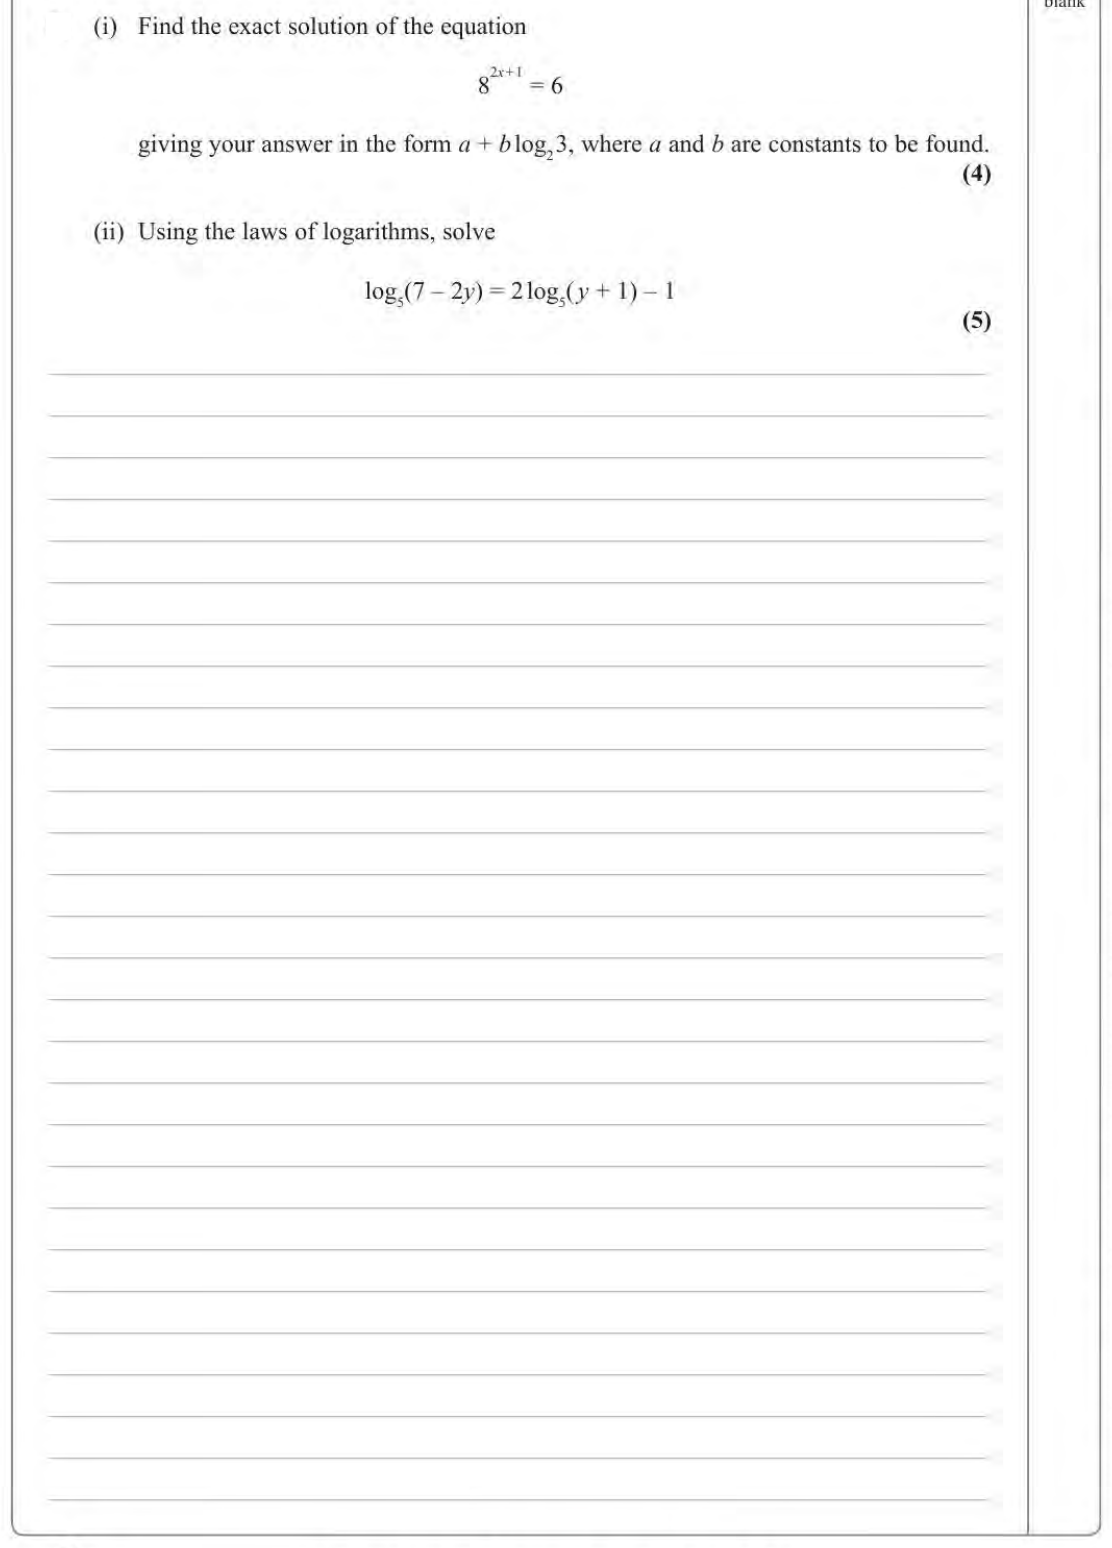 blank
(i) Find the exact solution of the equation
8^{2x+1} = 6
giving your answer in the form a + b log₂3, where a and b are constants to be found.
(4)
(ii) Using the laws of logarithms, solve
log₅(7 – 2y) = 2 log₅(y + 1) – 1
(5)